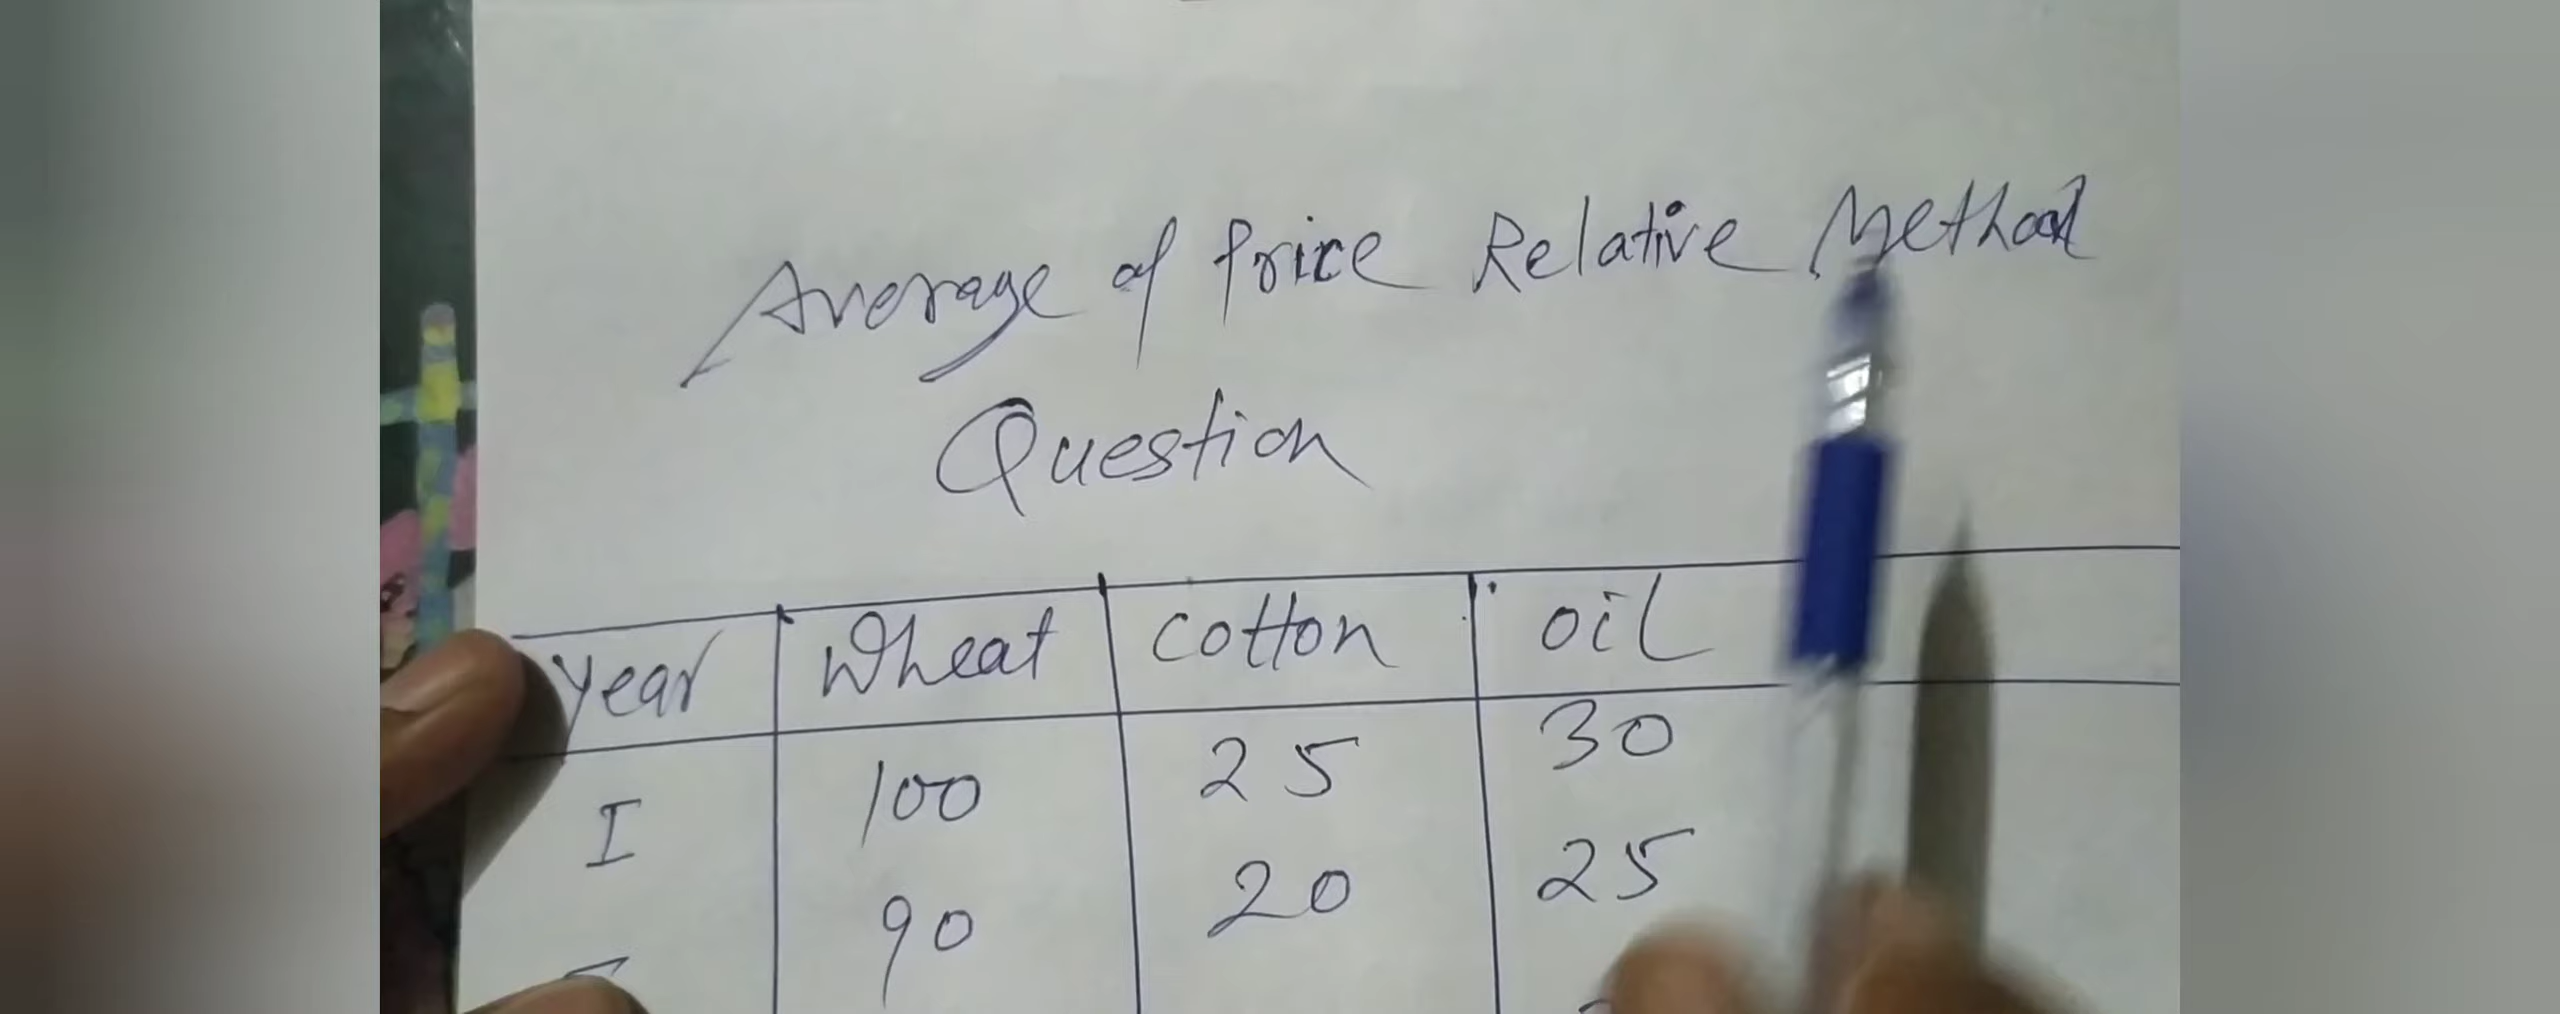 Average of Price Relative Method
Question
Year Wheat Cotton oil
I 100 25 30
90 20 25